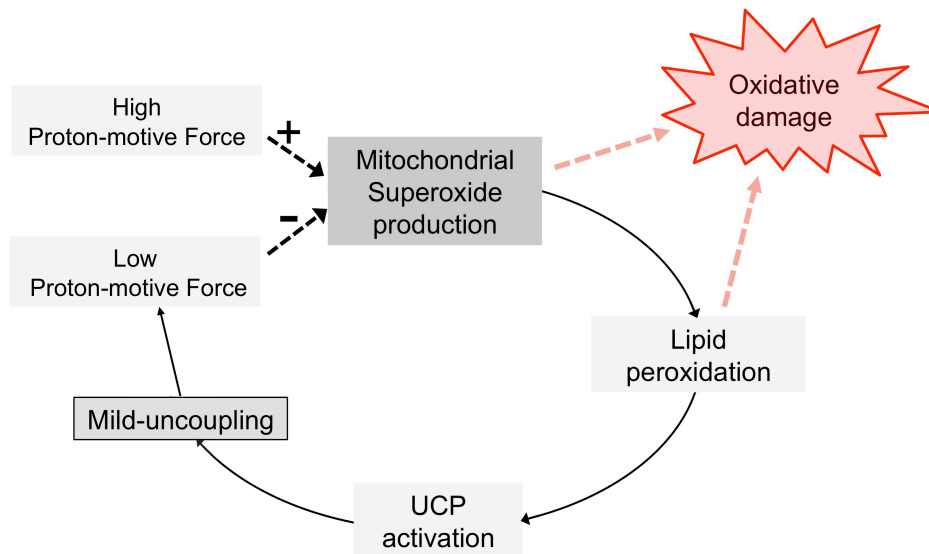 High
Proton-motive Force
+
Mitochondrial
Superoxide
production
Oxidative
damage
-
Low
Proton-motive Force
Lipid
peroxidation
Mild-uncoupling
UCP
activation